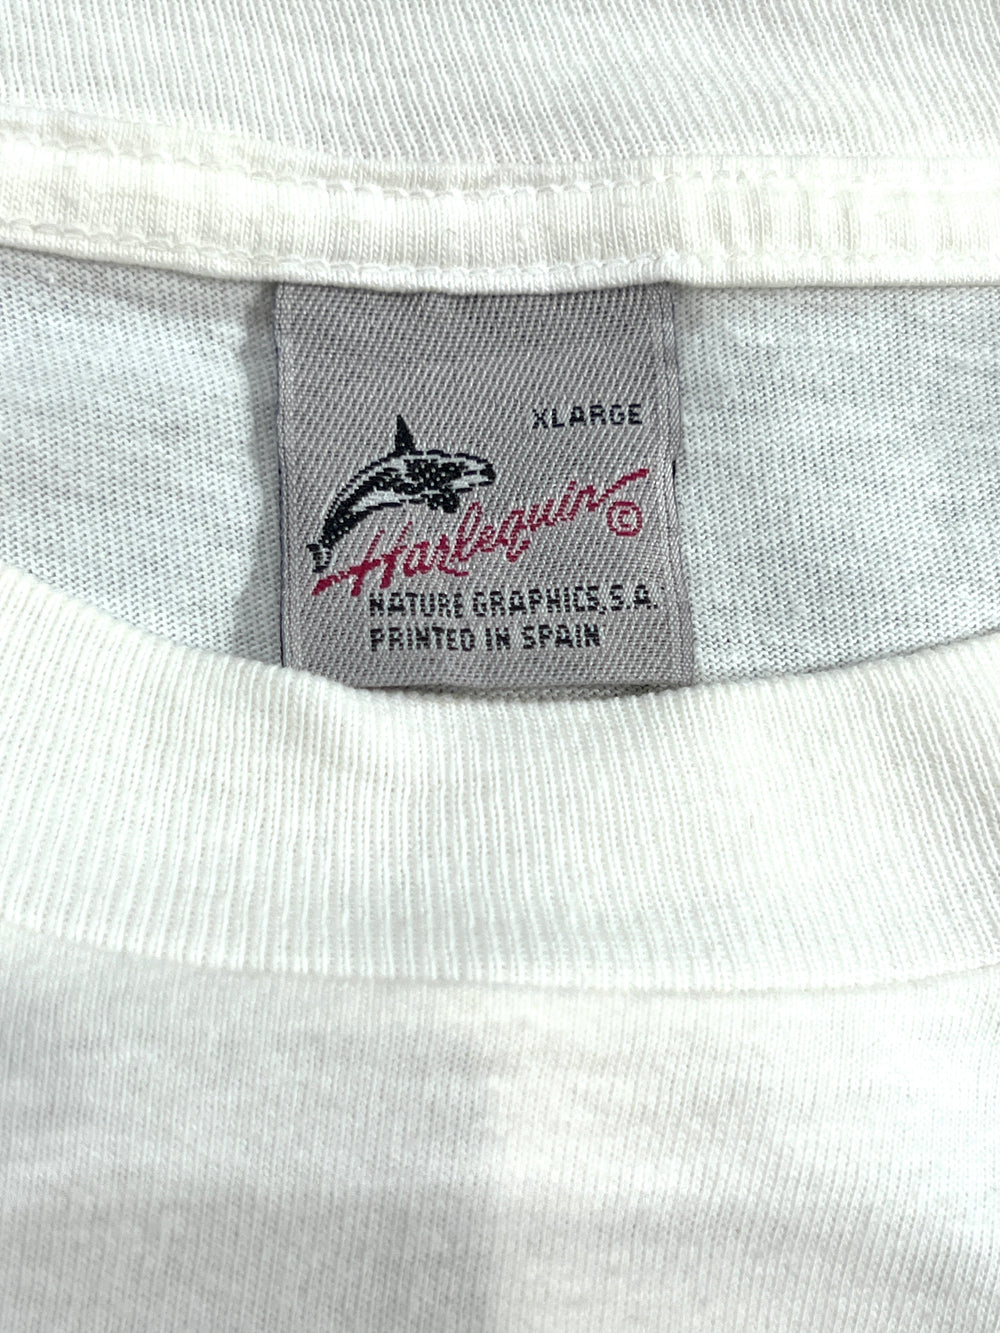 XLARGE
Harlequin ©
NATURE GRAPHICS, S.A.
PRINTED IN SPAIN